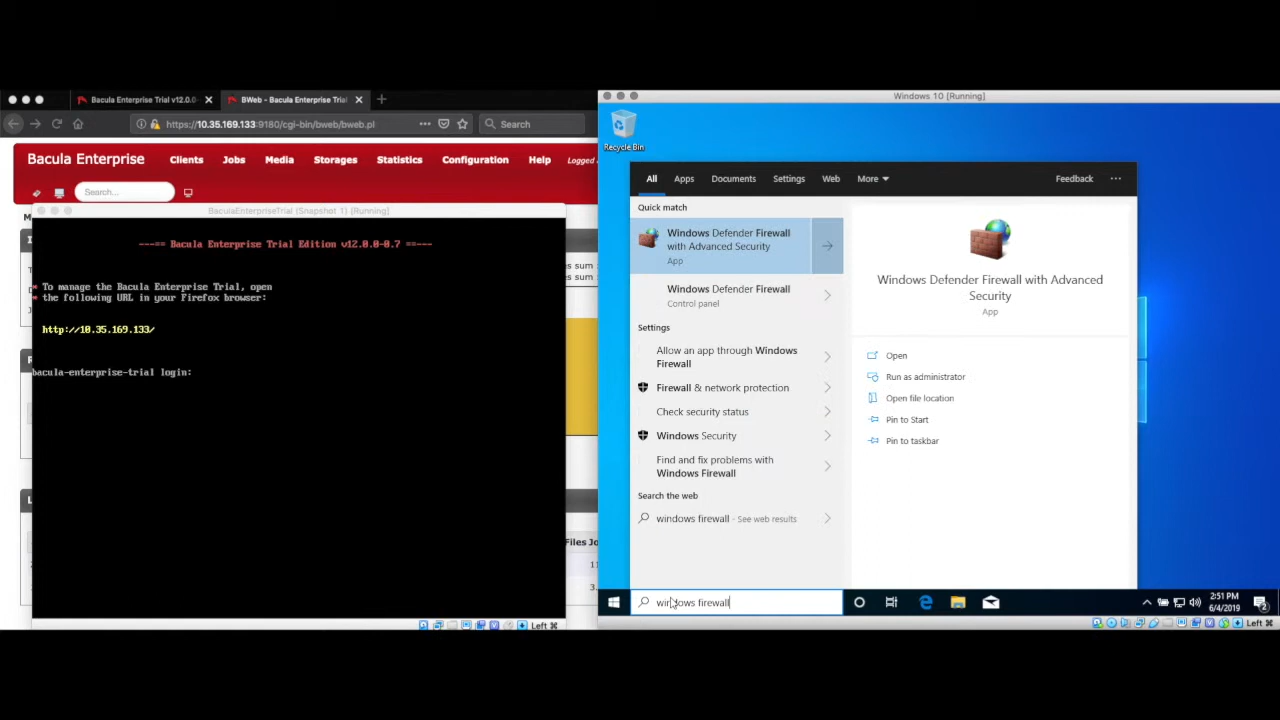 Bacula Enterprise Trial v12.0.0-
BWeb - Bacula Enterprise Trial
https://10.35.169.133:9180/cgi-bin/bweb/bweb.pl
Search
Bacula Enterprise
Clients
Jobs
Media
Storages
Statistics
Configuration
Help
Logged
Search...
BaculaEnterpriseTrial (Snapshot 1) [Running]
---== Bacula Enterprise Trial Edition v12.0.0-0.7 ==---
* To manage the Bacula Enterprise Trial, open
* the following URL in your Firefox browser:
http://10.35.169.133/
bacula-enterprise-trial login:
s sum
s sum
Files Jo
11
3.
Left ⌘
Windows 10 [Running]
Recycle Bin
All
Apps
Documents
Settings
Web
More
Feedback
Quick match
Windows Defender Firewall
with Advanced Security
App
Windows Defender Firewall
Control panel
Settings
Allow an app through Windows
Firewall
Firewall & network protection
Check security status
Windows Security
Find and fix problems with
Windows Firewall
Search the web
windows firewall - See web results
Windows Defender Firewall with Advanced
Security
App
Open
Run as administrator
Open file location
Pin to Start
Pin to taskbar
windows firewall
2:51 PM
6/4/2019
2
Left ⌘